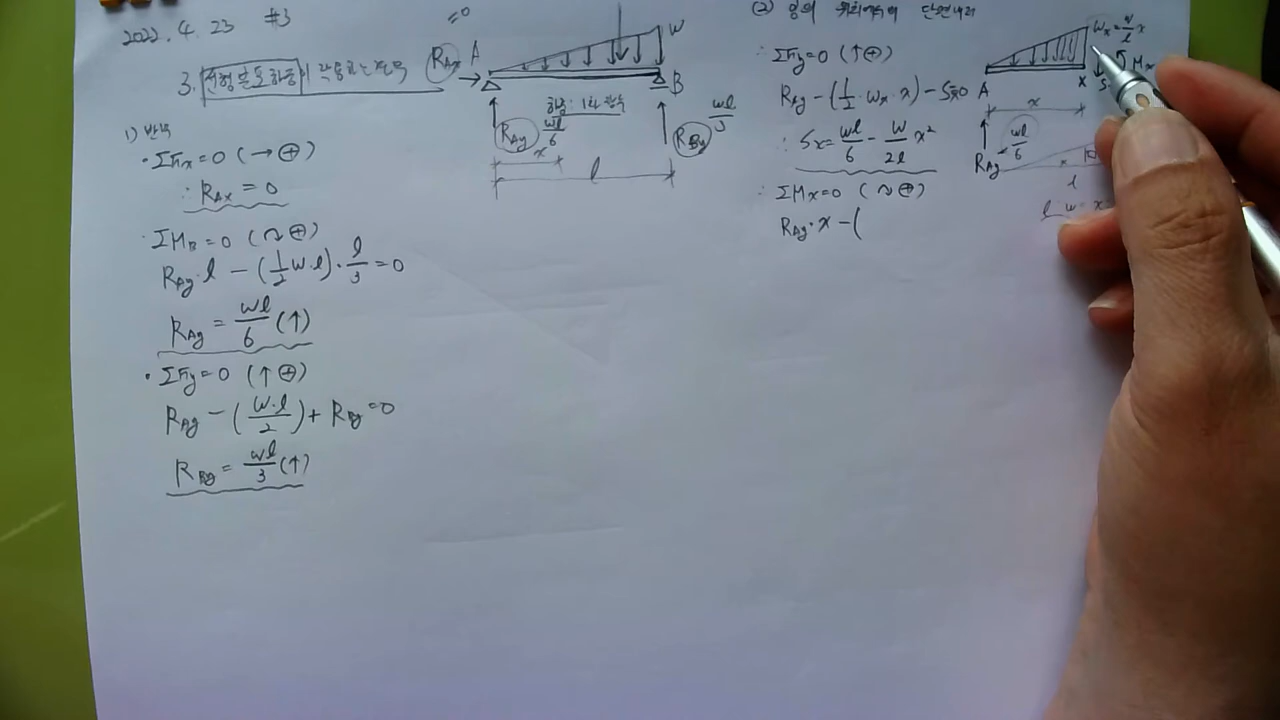 2022. 4. 23 #3
3. 선형분포하중이 작용하는 보의
1) 반력
· ΣFx=0 (→⊕)
∴ RAx = 0
· ΣMB=0 (↷⊕)
RAy·l - (1/2 w·l)·l/3 = 0
RAy = wl/6 (↑)
· ΣFy=0 (↑⊕)
RAy - (w·l/2) + RBy=0
RBy = wl/3 (↑)
=0
RAx A
w
B
RAy wl/6
RBy wl/3
x
l
(2) 임의 위치에서의 단면내력
∴ ΣFy=0 (↑⊕)
RAy - (1/2·wx·x) - Sx=0
∴ Sx = wl/6 - w/2l x²
∴ ΣMx=0 (↷⊕)
RAy·x - (
wx=w/l x
Mx
S
A
x
x
RAy wl/6
x
l
l:w=x